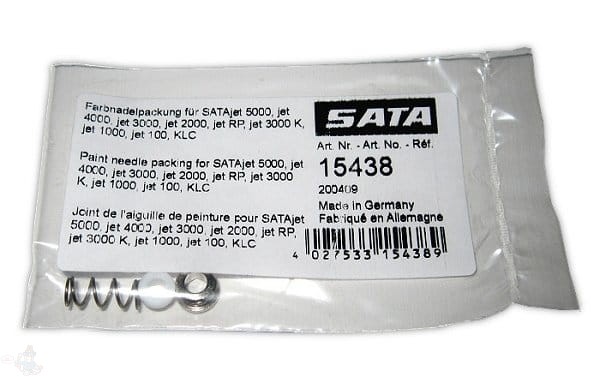 Farbnadelpackung für SATAjet 5000, jet
4000, jet 3000, jet 2000, jet RP, jet 3000 K,
jet 1000, jet 100, KLC
Paint needle packing for SATAjet 5000, jet
4000, jet 3000, jet 2000, jet RP, jet 3000
K, jet 1000, jet 100, KLC
Joint de l'aiguille de peinture pour SATAjet
5000, jet 4000, jet 3000, jet 2000, jet RP,
jet 3000 K, jet 1000, jet 100, KLC
SATA
Art. Nr. - Art. No. - Réf.
15438
200409
Made in Germany
Fabriqué en Allemagne
4 027533 154389